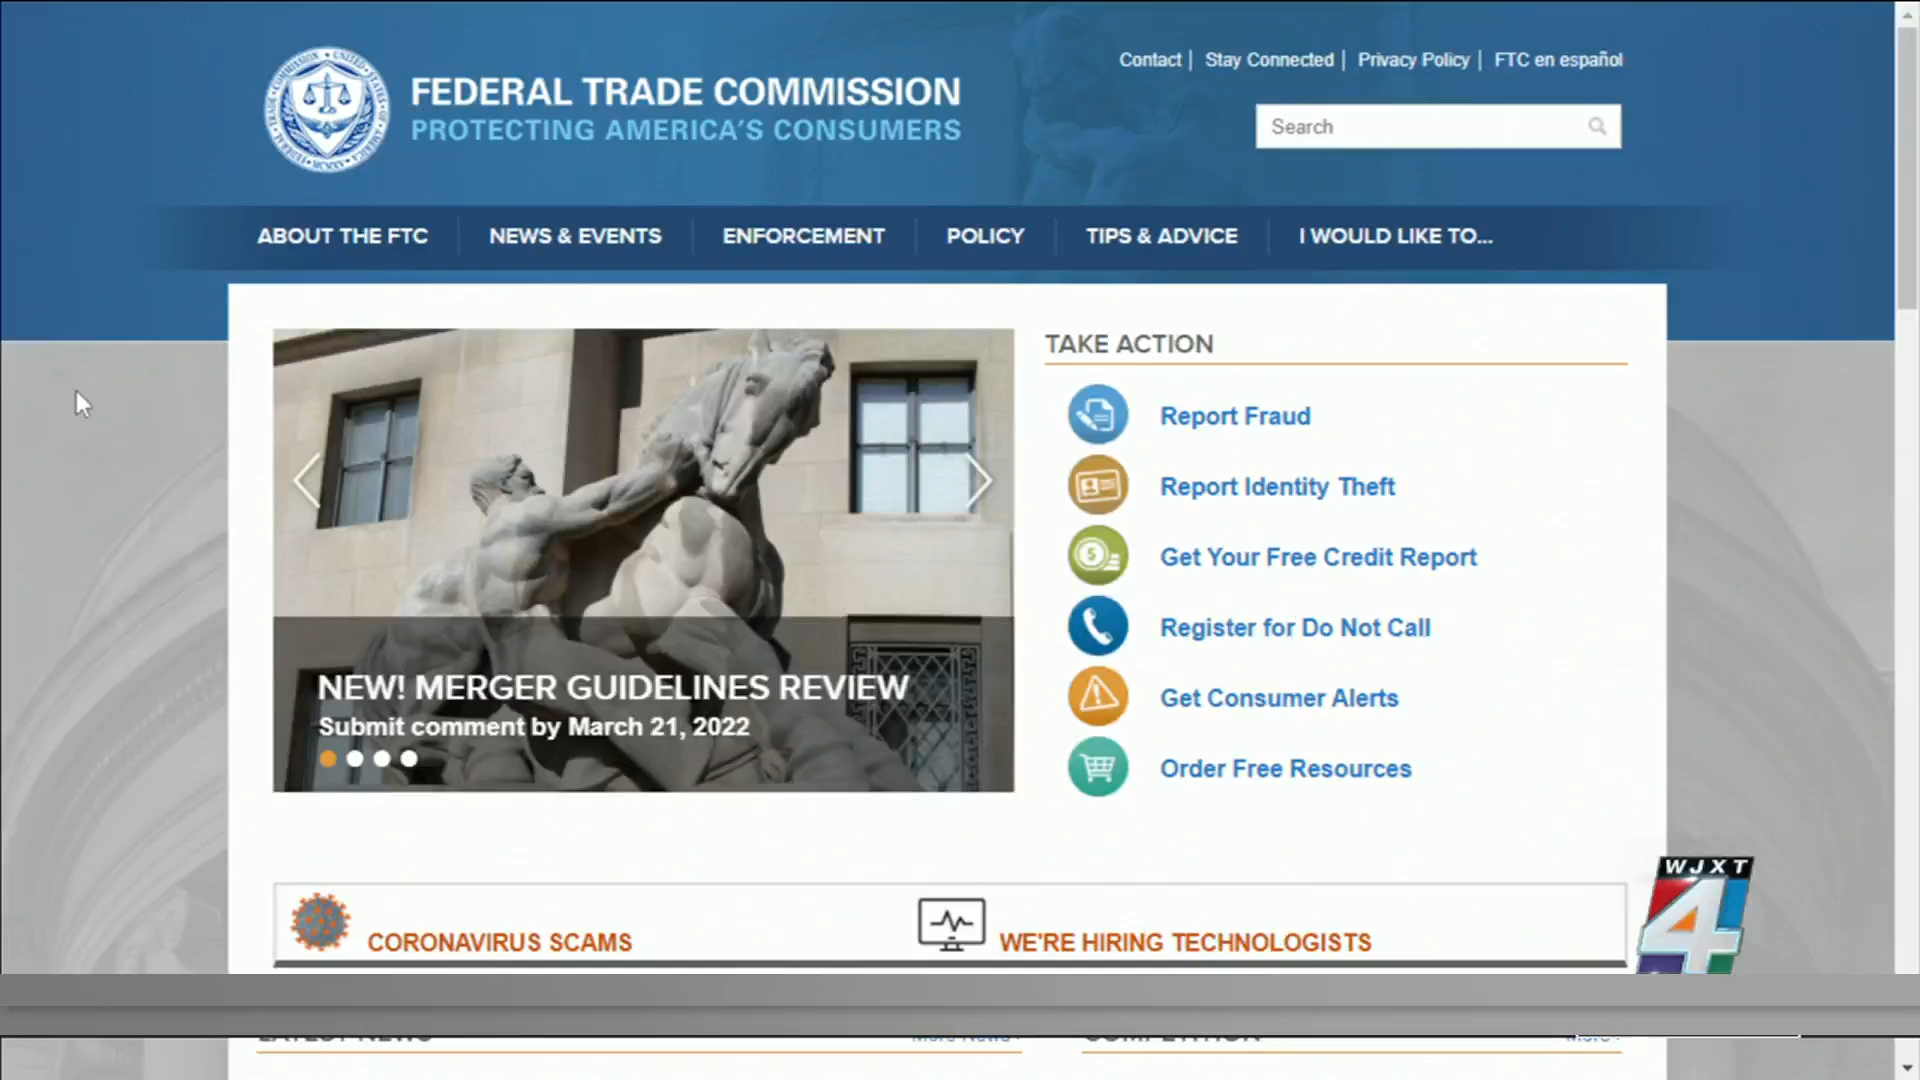 Contact | Stay Connected | Privacy Policy | FTC en español
FEDERAL TRADE COMMISSION
PROTECTING AMERICA'S CONSUMERS
Search
ABOUT THE FTC
NEWS & EVENTS
ENFORCEMENT
POLICY
TIPS & ADVICE
I WOULD LIKE TO...
NEW! MERGER GUIDELINES REVIEW
Submit comment by March 21, 2022
TAKE ACTION
Report Fraud
Report Identity Theft
Get Your Free Credit Report
Register for Do Not Call
Get Consumer Alerts
Order Free Resources
CORONAVIRUS SCAMS
WE'RE HIRING TECHNOLOGISTS
WJXT
4